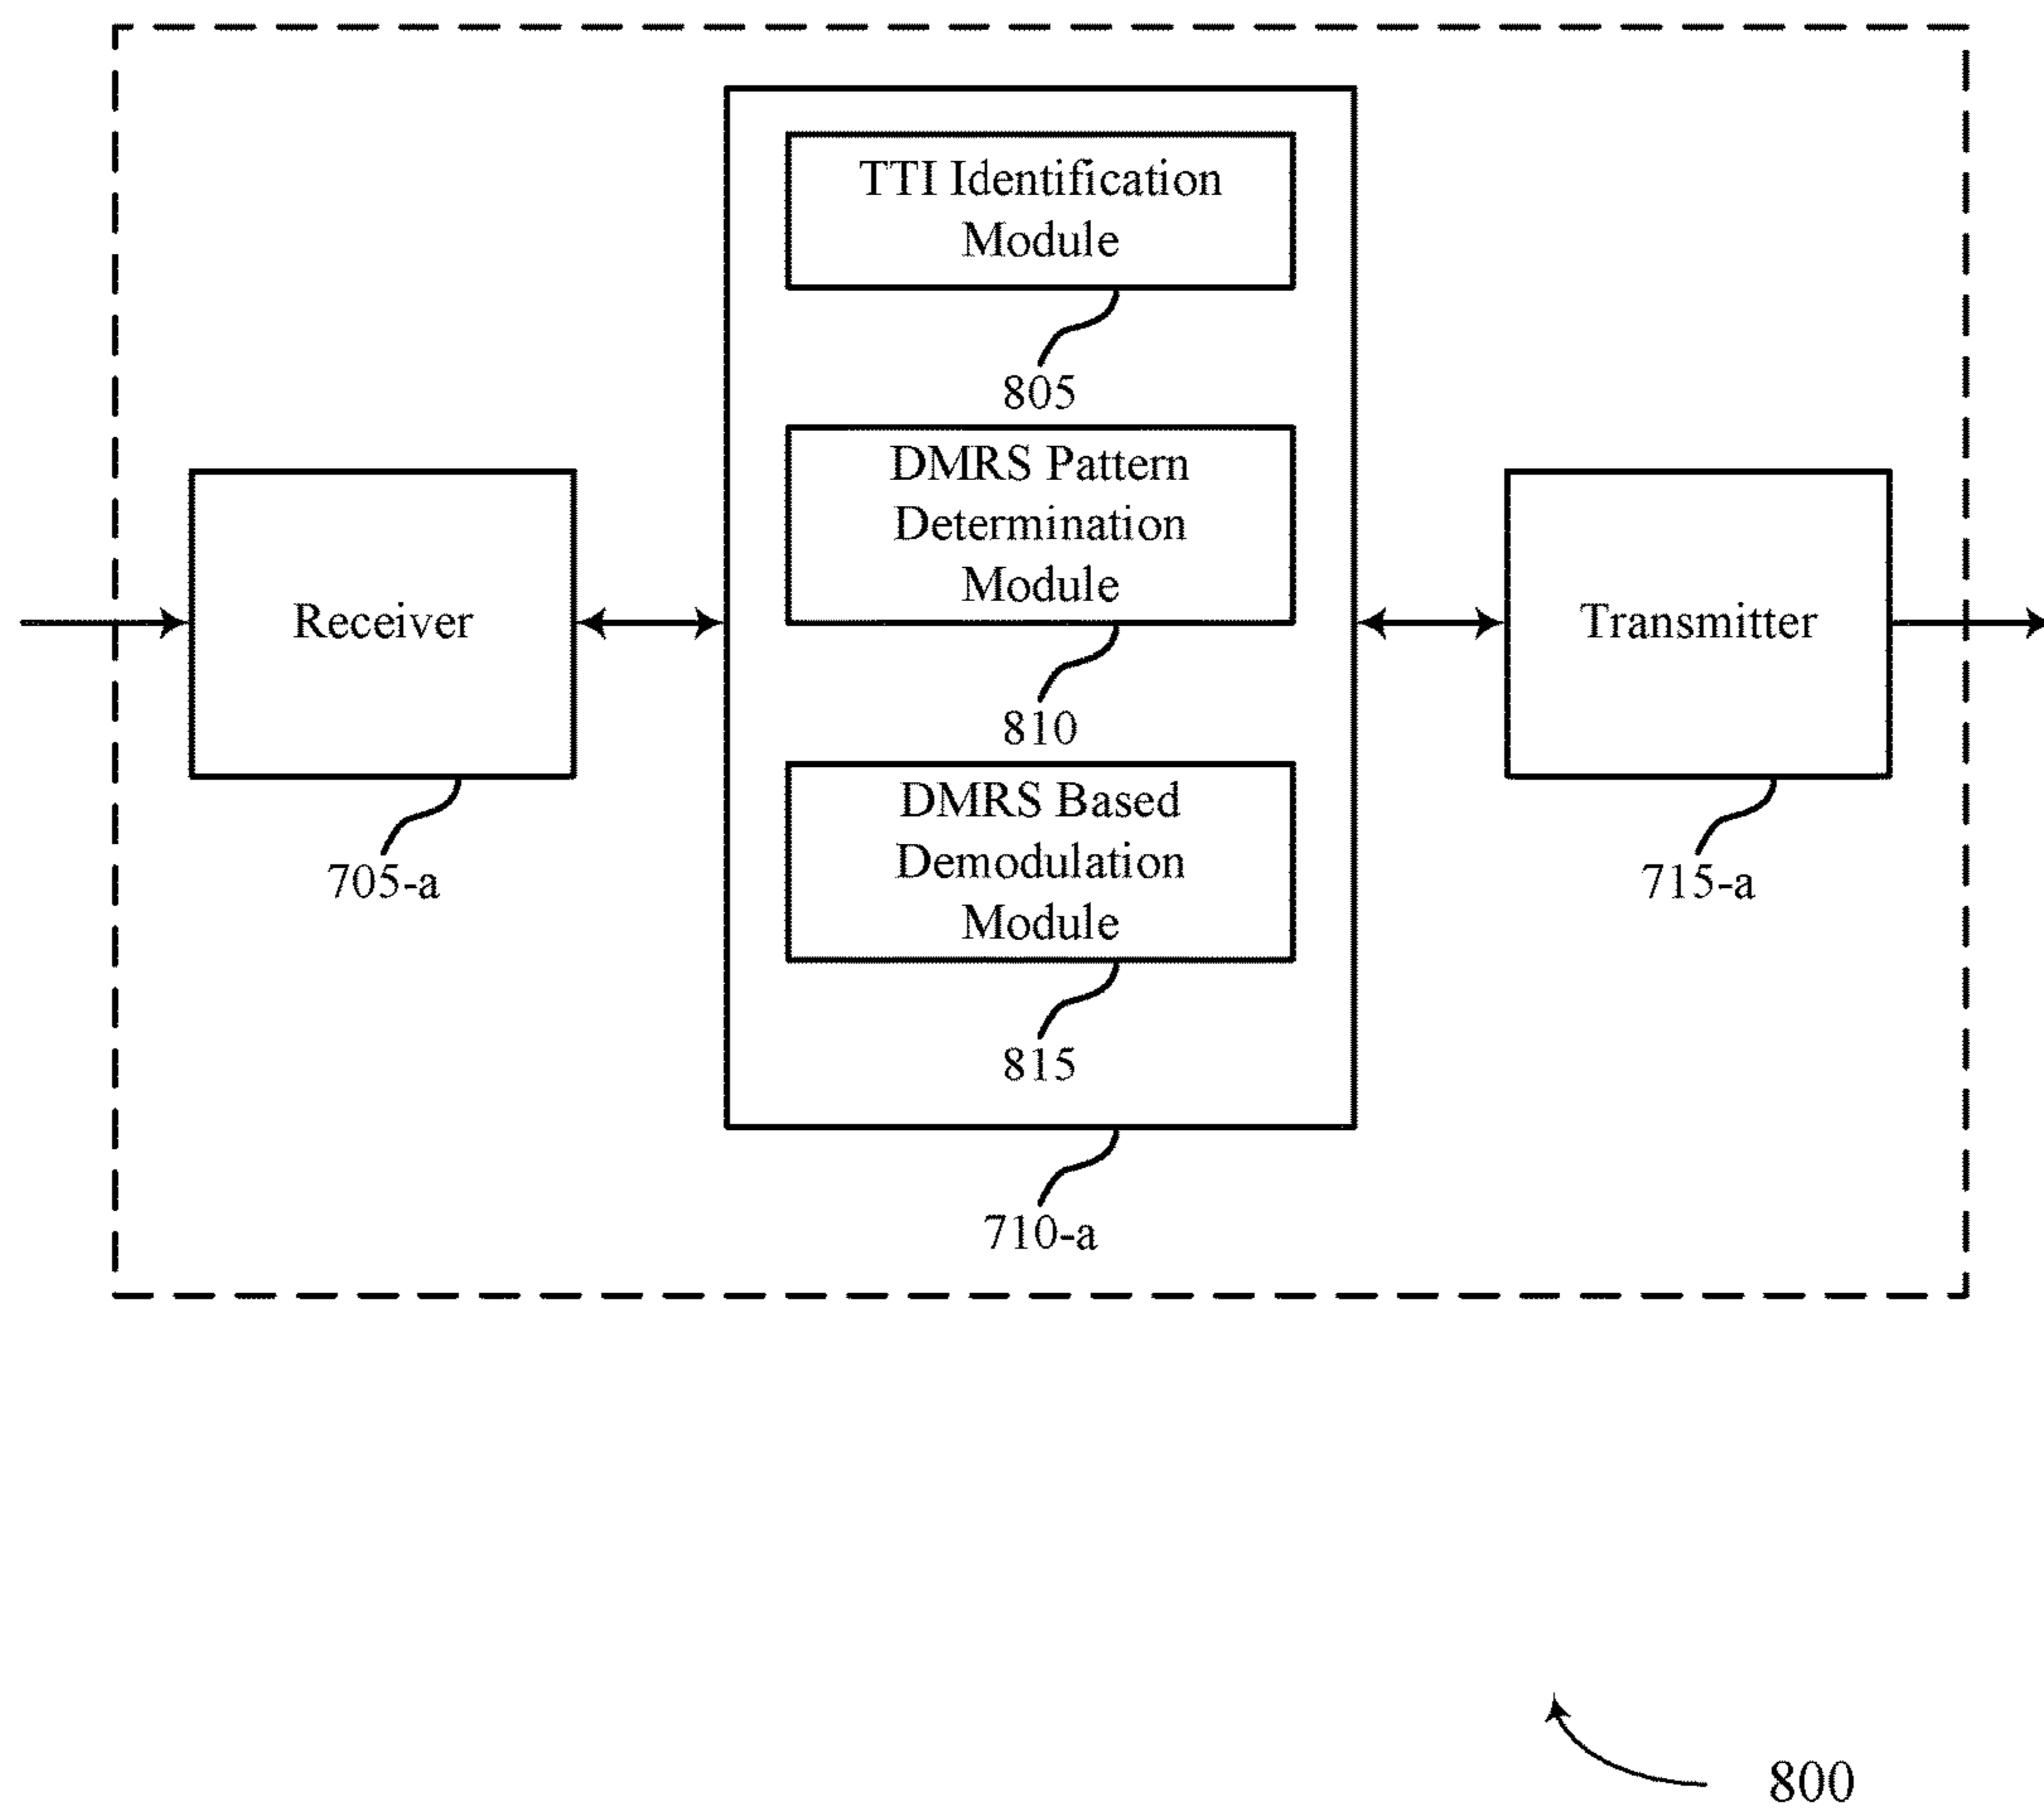 TTI Identification
Module
805
DMRS Pattern
Determination
Module
810
DMRS Based
Demodulation
Module
815
710-a
Receiver
705-a
Transmitter
715-a
800